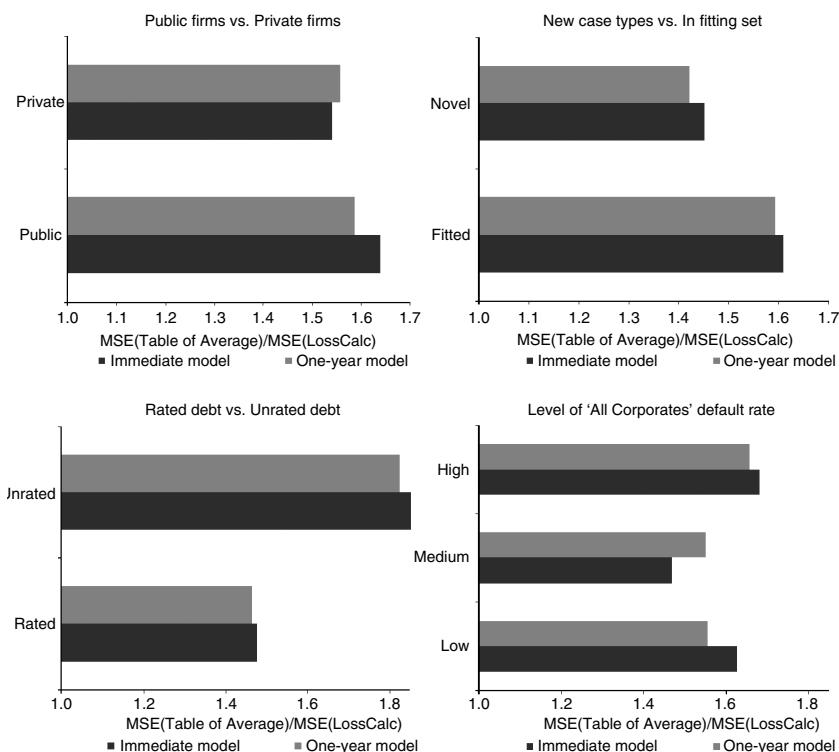 Public firms vs. Private firms
Private
Public
1.0 1.1 1.2 1.3 1.4 1.5 1.6 1.7
MSE(Table of Average)/MSE(LossCalc)
Immediate model One-year model
New case types vs. In fitting set
Novel
Fitted
1.0 1.1 1.2 1.3 1.4 1.5 1.6 1.7
MSE(Table of Average)/MSE(LossCalc)
Immediate model One-year model
Rated debt vs. Unrated debt
Unrated
Rated
1.0 1.2 1.4 1.6 1.8
MSE(Table of Average)/MSE(LossCalc)
Immediate model One-year model
Level of ‘All Corporates’ default rate
High
Medium
Low
1.0 1.2 1.4 1.6 1.8
MSE(Table of Average)/MSE(LossCalc)
Immediate model One-year model